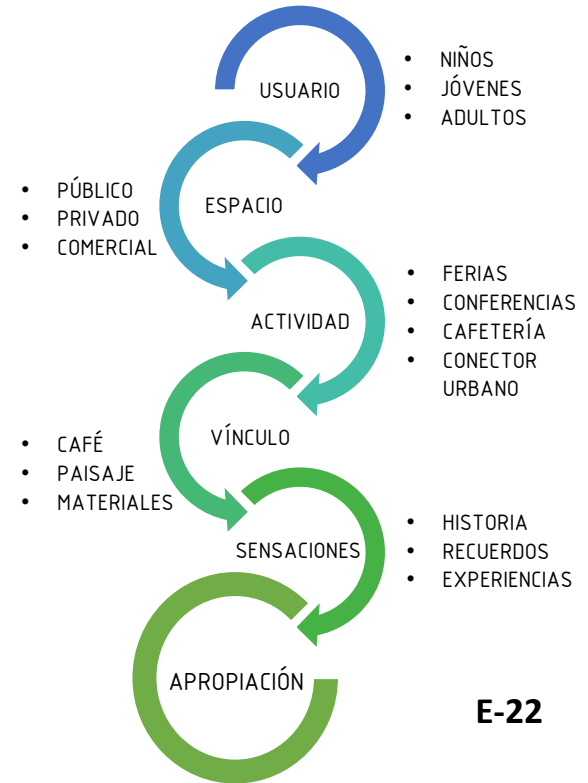 USUARIO
• NIÑOS
• JÓVENES
• ADULTOS
ESPACIO
• PÚBLICO
• PRIVADO
• COMERCIAL
ACTIVIDAD
• FERIAS
• CONFERENCIAS
• CAFETERÍA
• CONECTOR
URBANO
VÍNCULO
• CAFÉ
• PAISAJE
• MATERIALES
SENSACIONES
• HISTORIA
• RECUERDOS
• EXPERIENCIAS
APROPIACIÓN
E-22